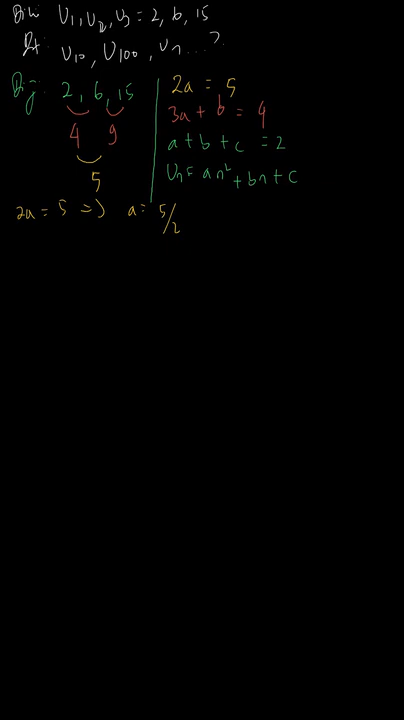 Dik: U1, U2, U3 = 2, 6, 15
Dt: U10, U100, Un ...?
Dij: 2, 6, 15
4 9
5
2a = 5
3a + b = 4
a + b + c = 2
Un = an² + bn + c
2a = 5 => a = 5/2